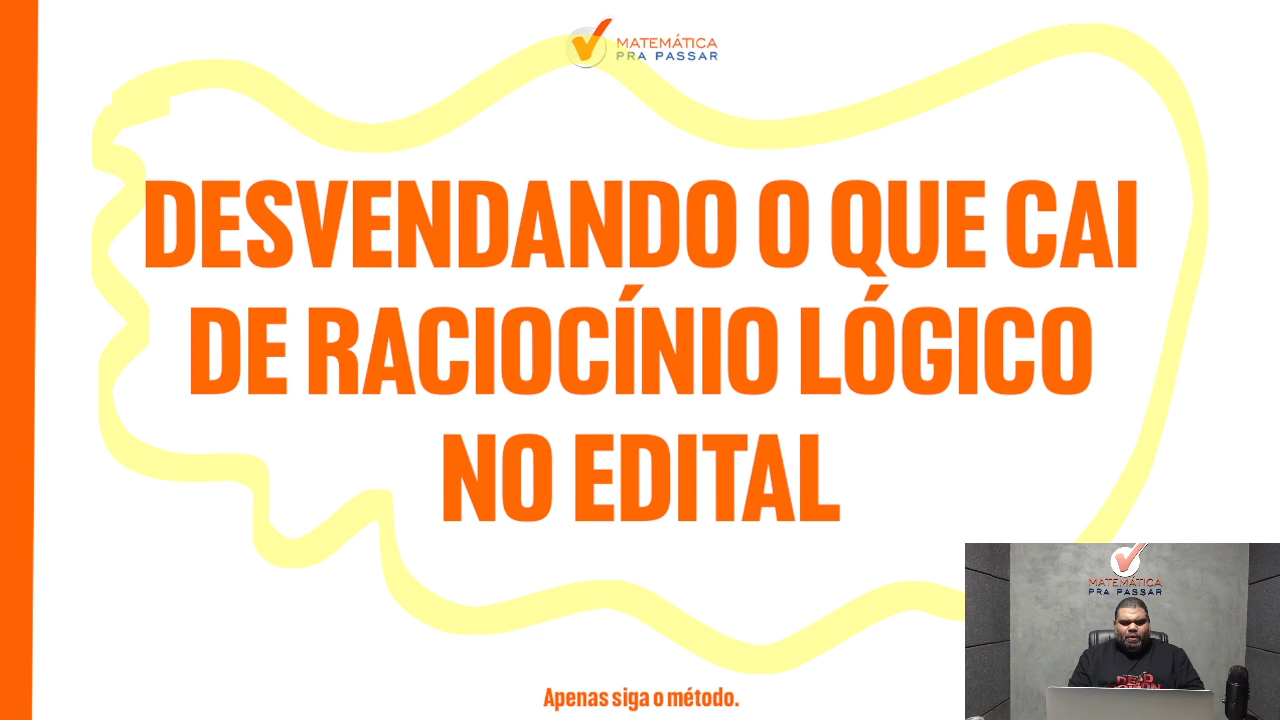 MATEMÁTICA
PRA PASSAR
DESVENDANDO O QUE CAI
DE RACIOCÍNIO LÓGICO
NO EDITAL
Apenas siga o método.
MATEMÁTICA
PRA PASSAR